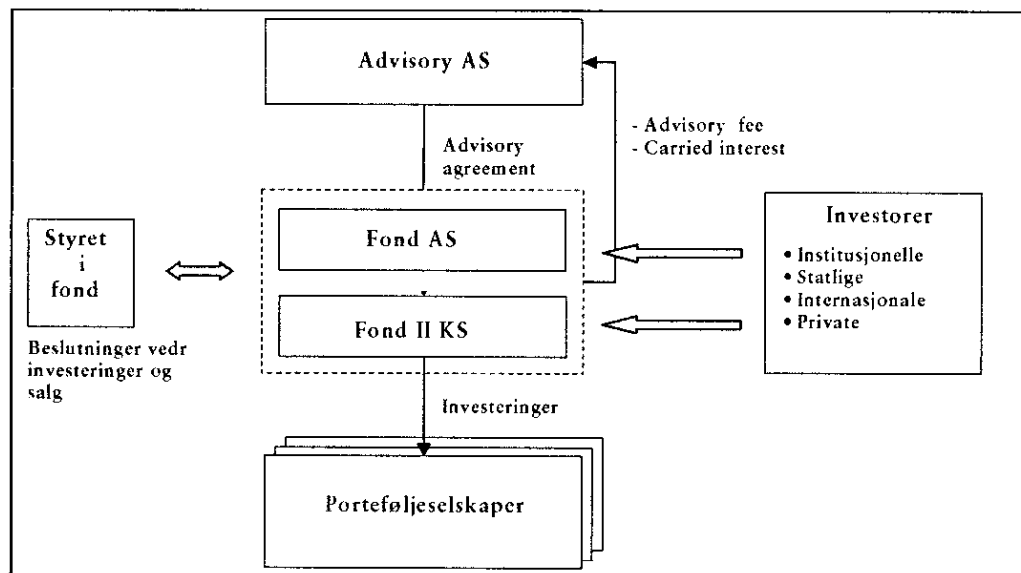 Advisory AS
- Advisory fee
- Carried interest
Advisory
agreement
Styret
i
fond
Fond AS
Fond II KS
Investorer
• Institusjonelle
• Statlige
• Internasjonale
• Private
Beslutninger vedr
investeringer og
salg
Investeringer
Porteføljeselskaper